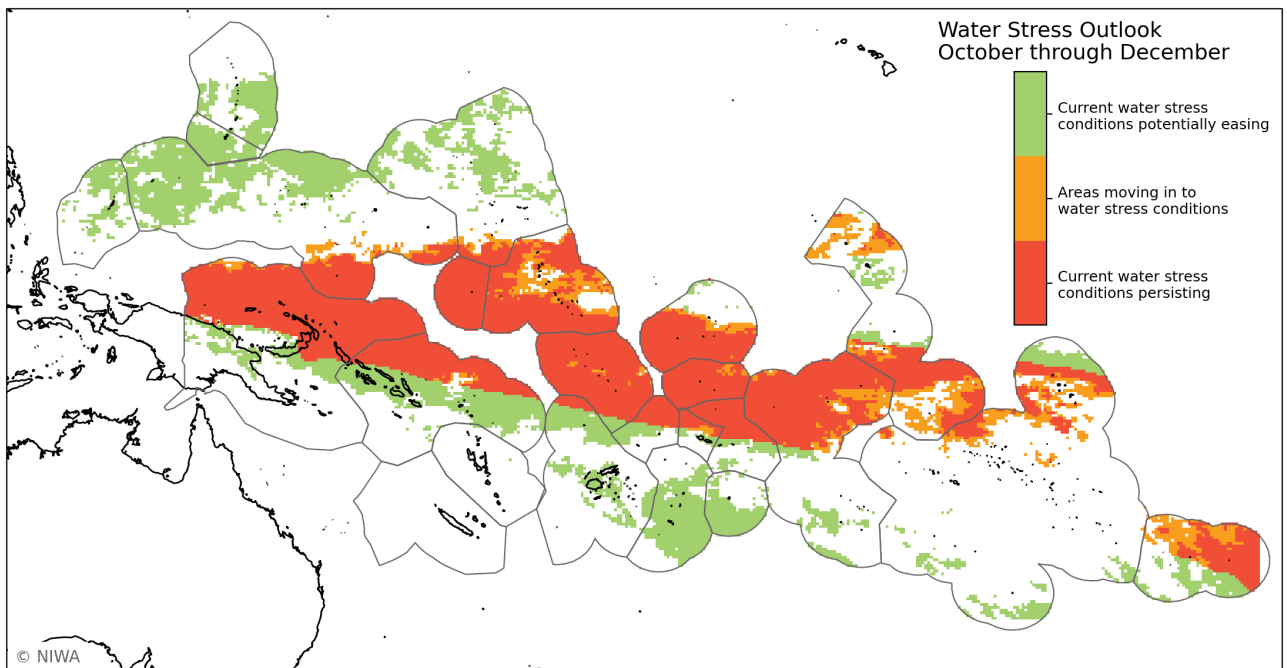 Water Stress Outlook
October through December
Current water stress
conditions potentially easing
Areas moving in to
water stress conditions
Current water stress
conditions persisting
© NIWA